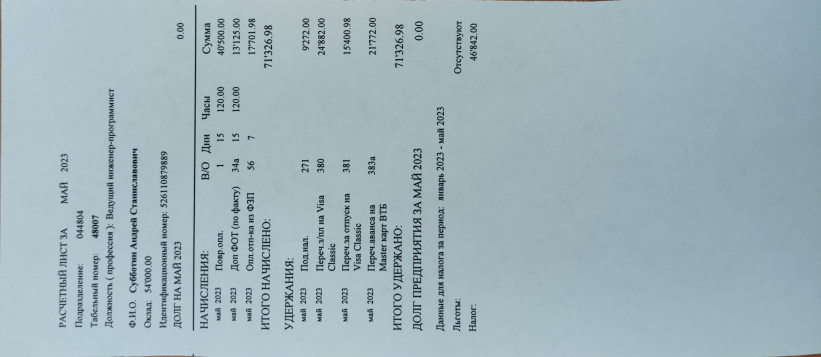 РАСЧЕТНЫЙ ЛИСТ ЗА МАЙ 2023
Подразделение: 044804
Табельный номер: 48007
Должность ( профессия ): Ведущий инженер-программист
Ф.И.О. Субботин Андрей Станиславович
Оклад: 54'000.00
Идентификационный номер: 526110879889
ДОЛГ НА МАЙ 2023 0.00
НАЧИСЛЕНИЯ: В/О Дни Часы Сумма
май 2023 Повр.опл. 1 15 120.00 40'500.00
май 2023 Доп ФОТ (по факту) 34а 15 120.00 13'125.00
май 2023 Опл.отп-ка из ФЗП 56 7 17'701.98
ИТОГО НАЧИСЛЕНО: 71'326.98
УДЕРЖАНИЯ:
май 2023 Под.нал. 271 9'272.00
май 2023 Переч.з/пл на Visa 380 24'882.00
Classic
май 2023 Переч.за отпуск на 381 15'400.98
Visa Classic
май 2023 Переч.аванса на 383а 21'772.00
Master карт ВТБ
ИТОГО УДЕРЖАНО: 71'326.98
ДОЛГ ПРЕДПРИЯТИЯ ЗА МАЙ 2023 0.00
Данные для налога за период: январь 2023 - май 2023
Льготы: Отсутствуют
Налог: 46'842.00